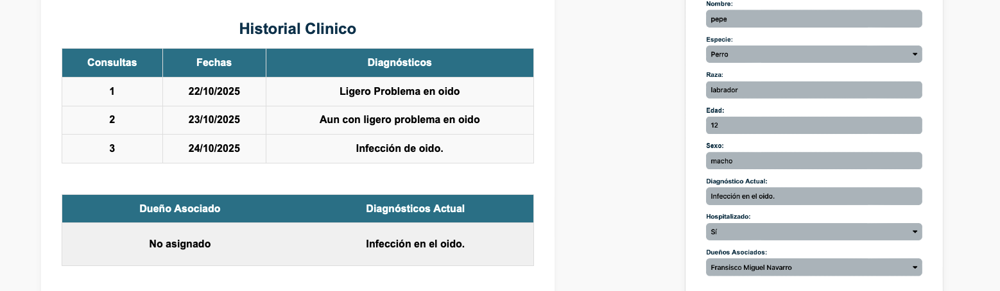 Historial Clinico
Consultas Fechas Diagnósticos
1 22/10/2025 Ligero Problema en oido
2 23/10/2025 Aun con ligero problema en oido
3 24/10/2025 Infección de oido.
Dueño Asociado Diagnósticos Actual
No asignado Infección en el oido.
Nombre:
pepe
Especie:
Perro
Raza:
labrador
Edad:
12
Sexo:
macho
Diagnóstico Actual:
Infección en el oido.
Hospitalizado:
Sí
Dueños Asociados:
Fransisco Miguel Navarro